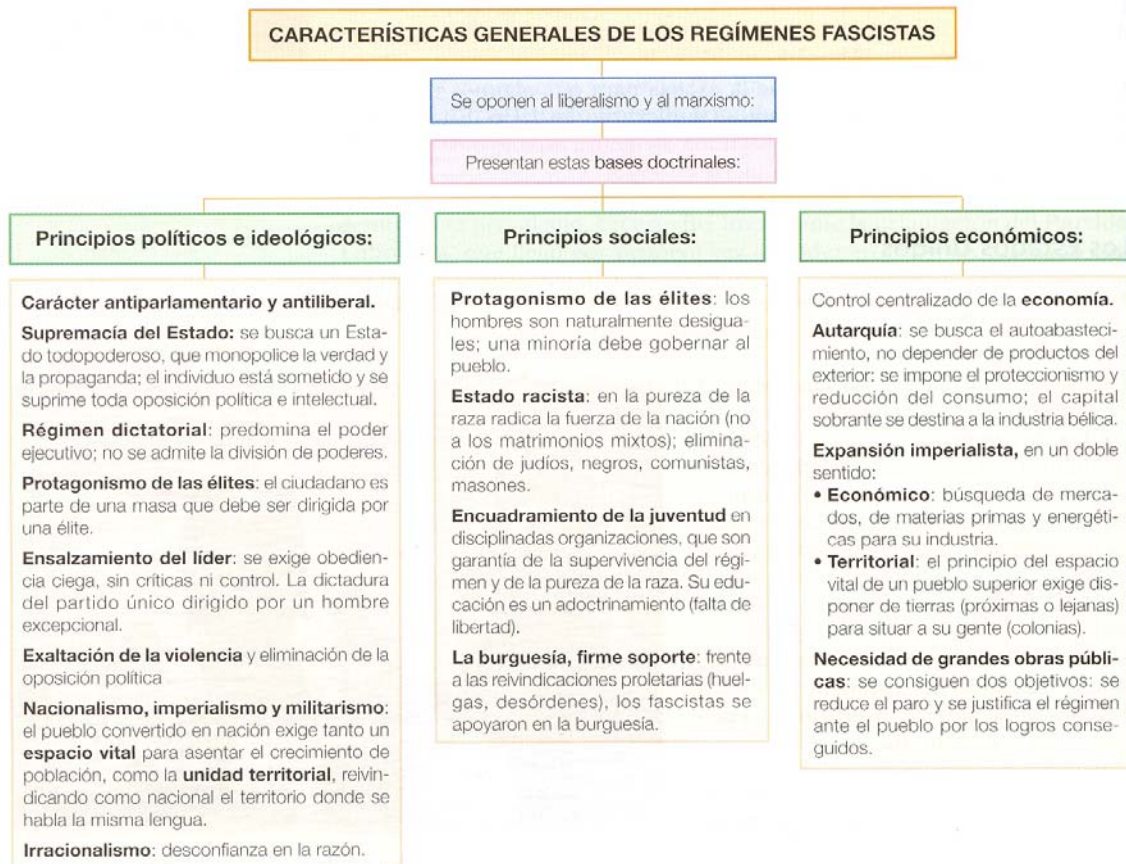 CARACTERÍSTICAS GENERALES DE LOS REGÍMENES FASCISTAS
Se oponen al liberalismo y al marxismo:
Presentan estas bases doctrinales:
Principios políticos e ideológicos:
Carácter antiparlamentario y antiliberal.
Supremacía del Estado: se busca un Esta-
do todopoderoso, que monopolice la verdad y
la propaganda; el individuo está sometido y se
suprime toda oposición política e intelectual.
Régimen dictatorial: predomina el poder
ejecutivo; no se admite la división de poderes.
Protagonismo de las élites: el ciudadano es
parte de una masa que debe ser dirigida por
una élite.
Ensalzamiento del líder: se exige obedien-
cia ciega, sin críticas ni control. La dictadura
del partido único dirigido por un hombre
excepcional.
Exaltación de la violencia y eliminación de la
oposición política
Nacionalismo, imperialismo y militarismo:
el pueblo convertido en nación exige tanto un
espacio vital para asentar el crecimiento de
población, como la unidad territorial, reivin-
dicando como nacional el territorio donde se
habla la misma lengua.
Irracionalismo: desconfianza en la razón.
Principios sociales:
Protagonismo de las élites: los
hombres son naturalmente desigua-
les; una minoría debe gobernar al
pueblo.
Estado racista: en la pureza de la
raza radica la fuerza de la nación (no
a los matrimonios mixtos); elimina-
ción de judíos, negros, comunistas,
masones.
Encuadramiento de la juventud en
disciplinadas organizaciones, que son
garantía de la supervivencia del régi-
men y de la pureza de la raza. Su edu-
cación es un adoctrinamiento (falta de
libertad).
La burguesía, firme soporte: frente
a las reivindicaciones proletarias (huel-
gas, desórdenes), los fascistas se
apoyaron en la burguesía.
Principios económicos:
Control centralizado de la economía.
Autarquía: se busca el autoabasteci-
miento, no depender de productos del
exterior: se impone el proteccionismo y
reducción del consumo; el capital
sobrante se destina a la industria bélica.
Expansión imperialista, en un doble
sentido:
• Económico: búsqueda de merca-
dos, de materias primas y energéti-
cas para su industria.
• Territorial: el principio del espacio
vital de un pueblo superior exige dis-
poner de tierras (próximas o lejanas)
para situar a su gente (colonias).
Necesidad de grandes obras públi-
cas: se consiguen dos objetivos: se
reduce el paro y se justifica el régimen
ante el pueblo por los logros conse-
guidos.